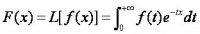 F(x) = L[f(x)] = ∫₀^{+∞} f(t)e^{-tx} dt